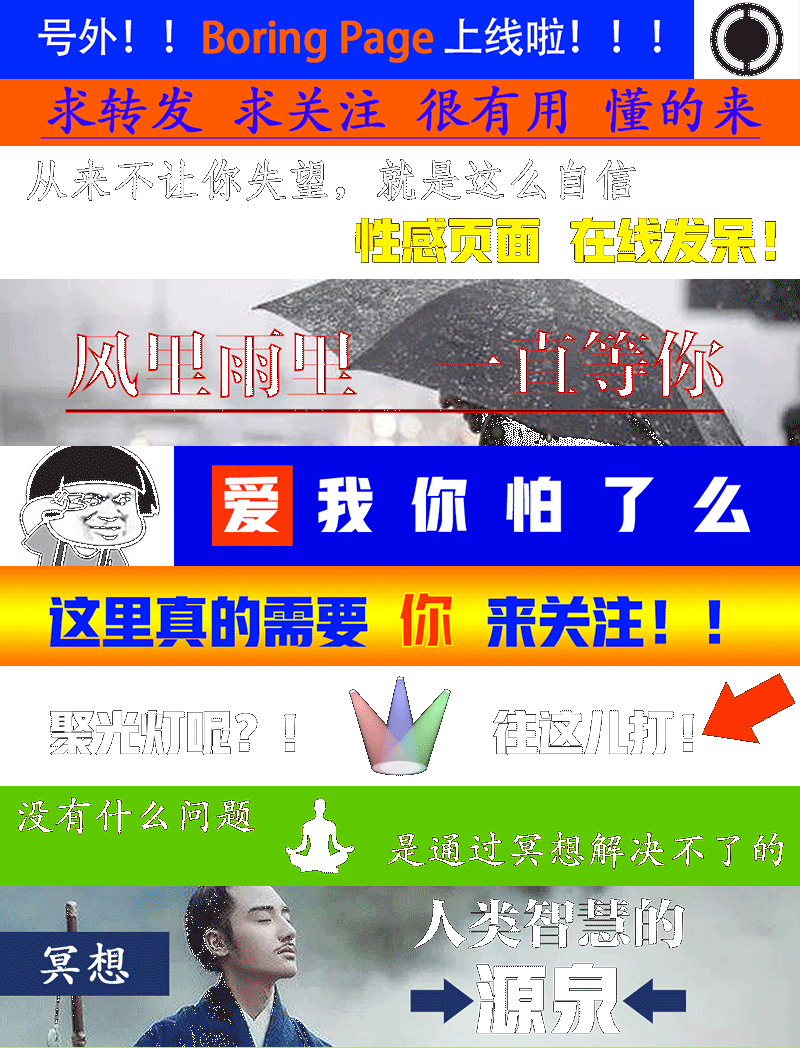 号外！！Boring Page 上线啦！！！
求转发 求关注 很有用 懂的来
从来不让你失望，就是这么自信
性感页面 在线发呆！
风里雨里 一直等你
爱我你怕了么
这里真的需要你来关注！！
聚光灯呢？！ 往这儿打！
没有什么问题
是通过冥想解决不了的
人类智慧的
冥想
源泉